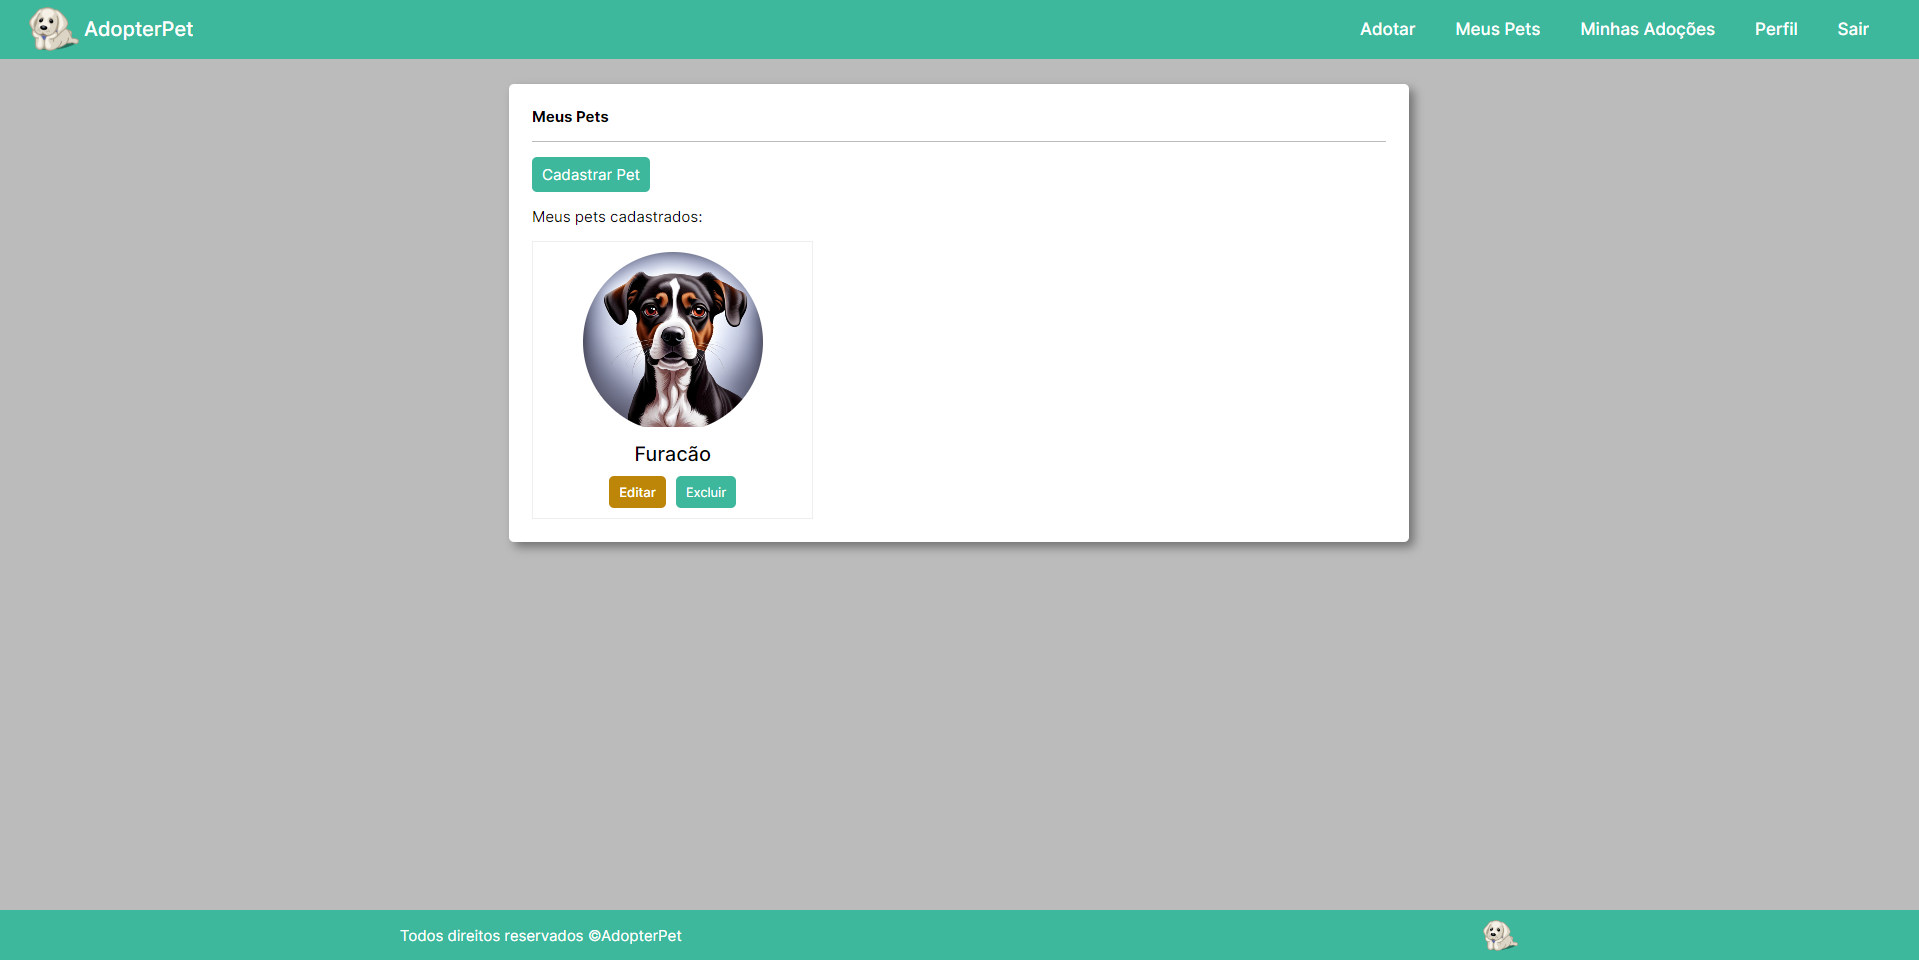 AdopterPet
Adotar
Meus Pets
Minhas Adoções
Perfil
Sair
Meus Pets
Cadastrar Pet
Meus pets cadastrados:
Furacão
Editar
Excluir
Todos direitos reservados ©AdopterPet